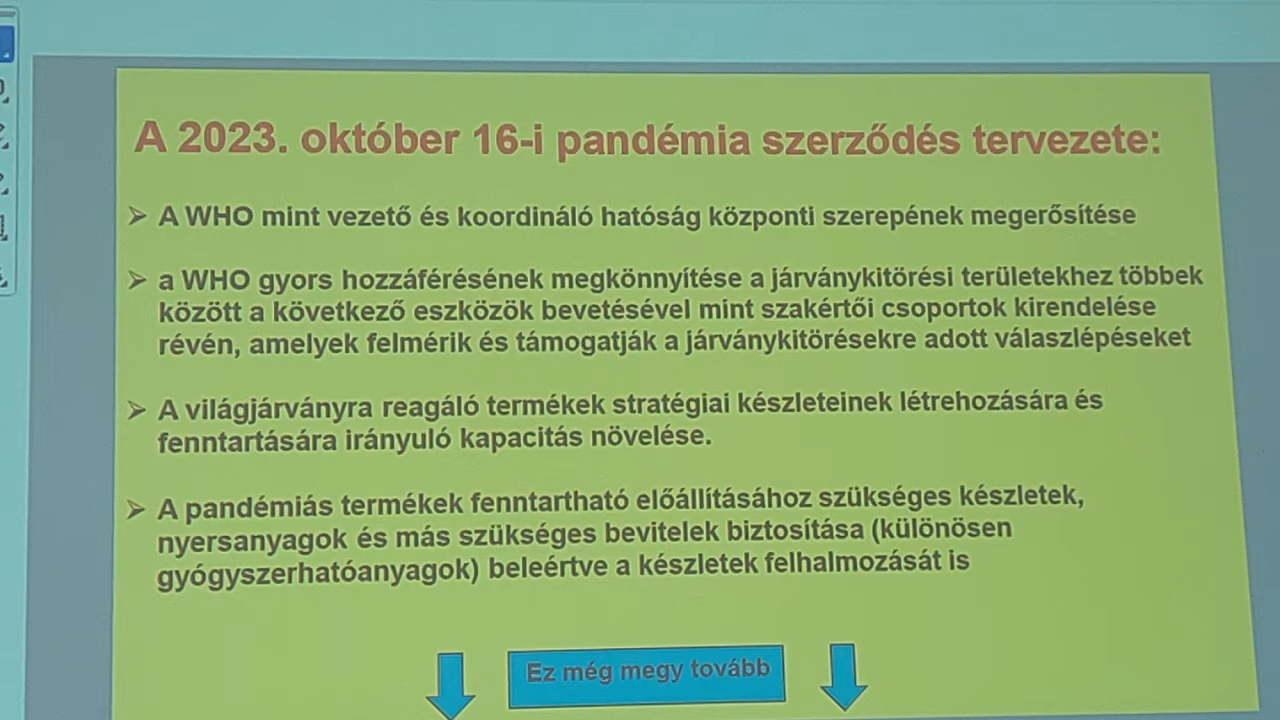 A 2023. október 16-i pandémia szerződés tervezete:
➢ A WHO mint vezető és koordináló hatóság központi szerepének megerősítése
➢ a WHO gyors hozzáférésének megkönnyítése a járványkitörési területekhez többek
között a következő eszközök bevetésével mint szakértői csoportok kirendelése
révén, amelyek felmérik és támogatják a járványkitörésekre adott válaszlépéseket
➢ A világjárványra reagáló termékek stratégiai készleteinek létrehozására és
fenntartására irányuló kapacitás növelése.
➢ A pandémiás termékek fenntartható előállításához szükséges készletek,
nyersanyagok és más szükséges bevitelek biztosítása (különösen
gyógyszerhatóanyagok) beleértve a készletek felhalmozását is
Ez még megy tovább